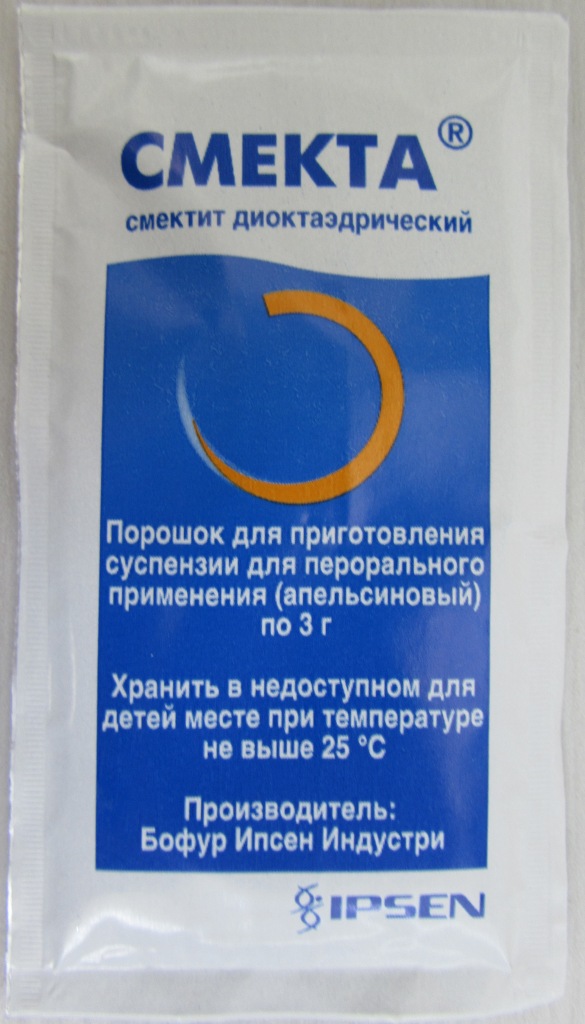 СМЕКТА®
смектит диоктаэдрический
Порошок для приготовления
суспензии для перорального
применения (апельсиновый)
по 3 г
Хранить в недоступном для
детей месте при температуре
не выше 25 °C
Производитель:
Бофур Ипсен Индустри
IPSEN